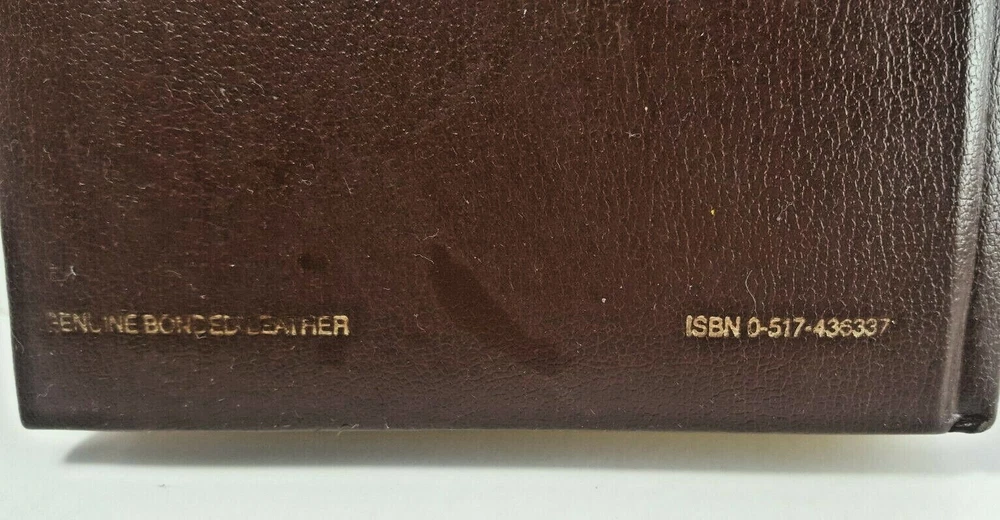 GENUINE BONDED LEATHER
ISBN 0-517-436337